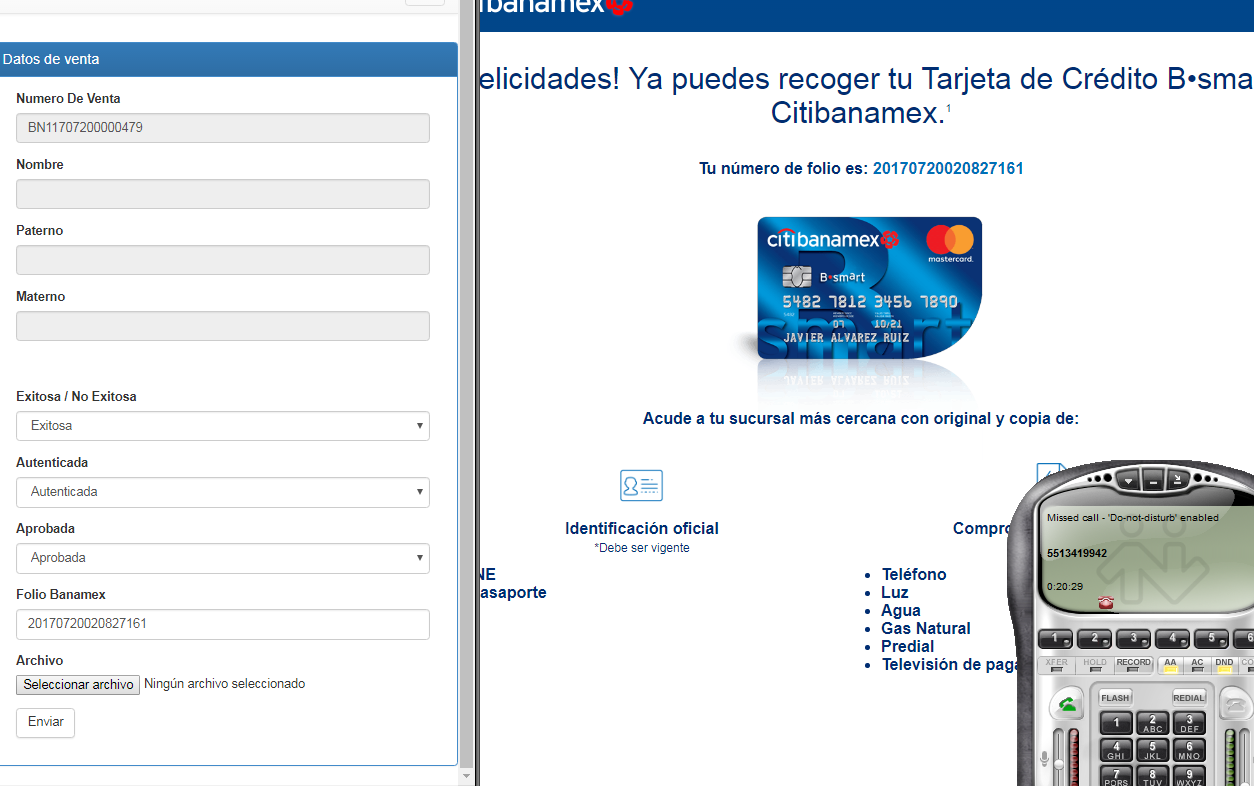 Datos de venta
Numero De Venta
BN11707200000479
Nombre
Paterno
Materno
Exitosa / No Exitosa
Exitosa
Autenticada
Autenticada
Aprobada
Aprobada
Folio Banamex
20170720020827161
Archivo
Seleccionar archivo Ningún archivo seleccionado
Enviar
ibanamex
elicidades! Ya puedes recoger tu Tarjeta de Crédito B•sma
Citibanamex.1
Tu número de folio es: 20170720020827161
citibanamex
mastercard.
B•smart
5482 7812 3456 7890
07 10/21
JAVIER ALVAREZ RUIZ
Acude a tu sucursal más cercana con original y copia de:
Identificación oficial
*Debe ser vigente
NE
asaporte
Compro
Teléfono
Luz
Agua
Gas Natural
Predial
Televisión de paga
Missed call - 'Do-not-disturb' enabled
5513419942
0:20:29
1 2 3 4 5 6
XFER HOLD RECORD AA AC DND CO
FLASH REDIAL
1 2 ABC 3 DEF
4 GHI 5 JKL 6 MNO
7 PQRS 8 TUV 9 WXYZ